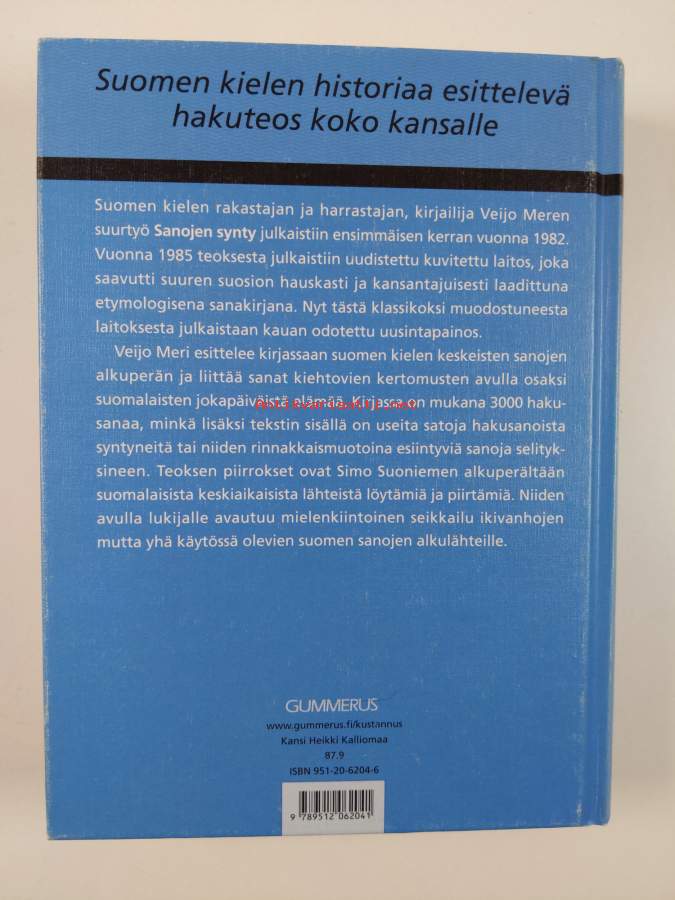 Suomen kielen historiaa esittelevä
hakuteos koko kansalle
Suomen kielen rakastajan ja harrastajan, kirjailija Veijo Meren
suurtyö Sanojen synty julkaistiin ensimmäisen kerran vuonna 1982.
Vuonna 1985 teoksesta julkaistiin uudistettu kuvitettu laitos, joka
saavutti suuren suosion hauskasti ja kansantajuisesti laadittuna
etymologisena sanakirjana. Nyt tästä klassikoksi muodostuneesta
laitoksesta julkaistaan kauan odotettu uusintapainos.
Veijo Meri esittelee kirjassaan suomen kielen keskeisten sanojen
alkuperän ja liittää sanat kiehtovien kertomusten avulla osaksi
suomalaisten jokapäiväistä elämää. Kirjassa on mukana 3000 haku-
sanaa, minkä lisäksi tekstin sisällä on useita satoja hakusanoista
syntyneitä tai niiden rinnakkaismuotoina esiintyviä sanoja selityk-
sineen. Teoksen piirrokset ovat Simo Suoniemen alkuperältään
suomalaisista keskiaikaisista lähteistä löytämiä ja piirtämiä. Niiden
avulla lukijalle avautuu mielenkiintoinen seikkailu ikivanhojen
mutta yhä käytössä olevien suomen sanojen alkulähteille.
GUMMERUS
www.gummerus.fi/kustannus
Kansi Heikki Kalliomaa
87.9
ISBN 951-20-6204-6
9 789512 062041